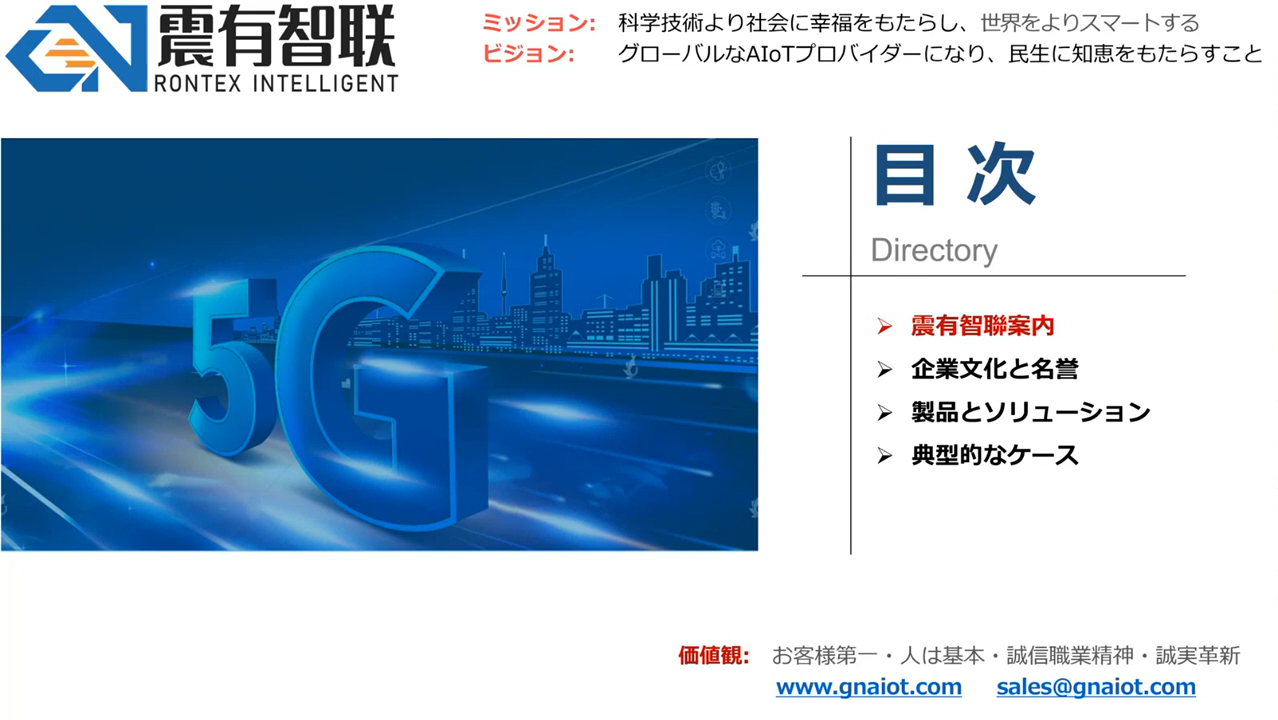 震有智联
RONTEX INTELLIGENT
ミッション: 科学技術より社会に幸福をもたらし、世界をよりスマートする
ビジョン: グローバルなAIoTプロバイダーになり、民生に知恵をもたらすこと
5G
目次
Directory
➢ 震有智聯案内
➢ 企業文化と名誉
➢ 製品とソリューション
➢ 典型的なケース
価値観: お客様第一・人は基本・誠信職業精神・誠実革新
www.gnaiot.com sales@gnaiot.com